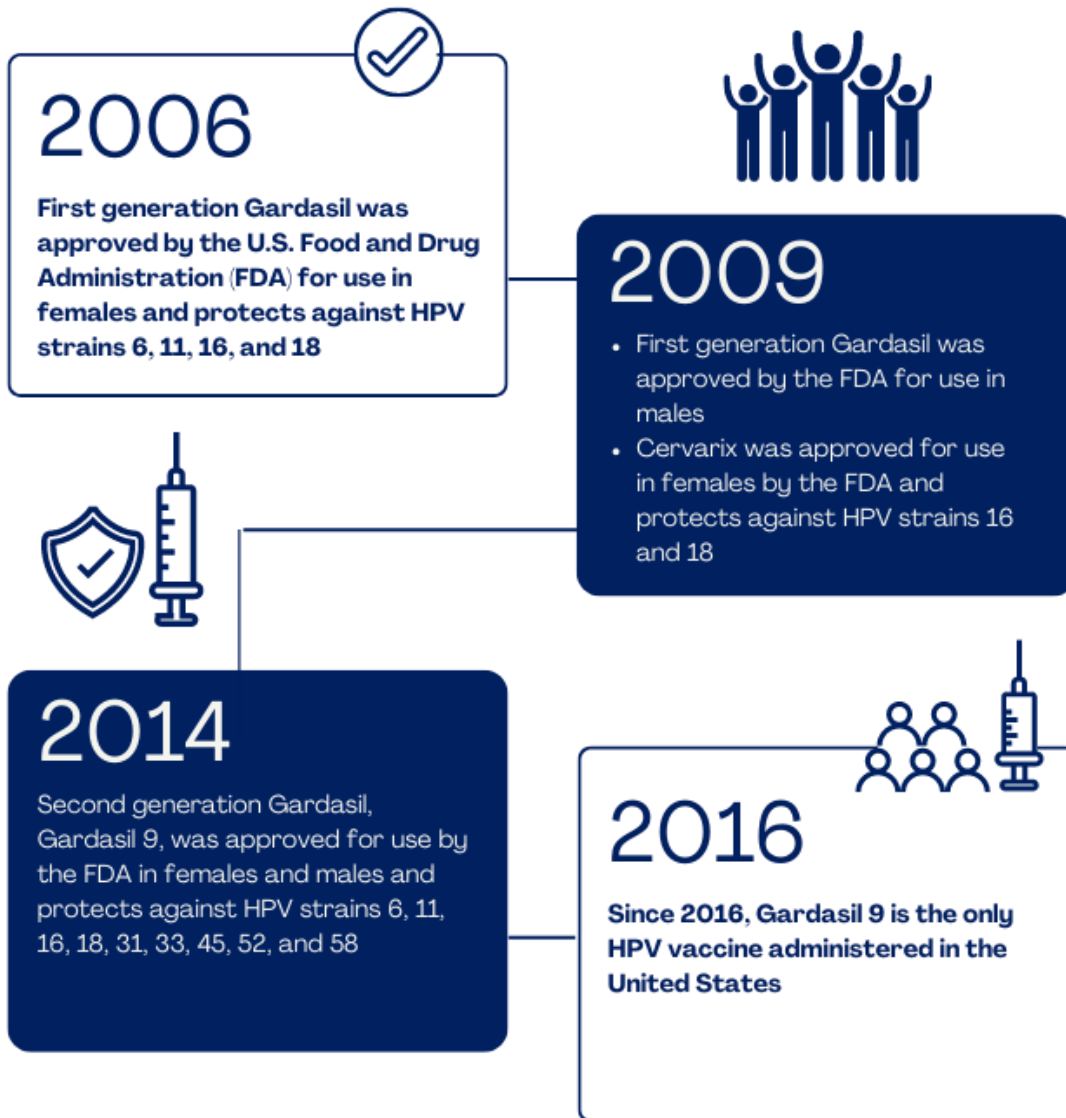 2006
First generation Gardasil was
approved by the U.S. Food and Drug
Administration (FDA) for use in
females and protects against HPV
strains 6, 11, 16, and 18
2009
• First generation Gardasil was
approved by the FDA for use in
males
• Cervarix was approved for use
in females by the FDA and
protects against HPV strains 16
and 18
2014
Second generation Gardasil,
Gardasil 9, was approved for use by
the FDA in females and males and
protects against HPV strains 6, 11,
16, 18, 31, 33, 45, 52, and 58
2016
Since 2016, Gardasil 9 is the only
HPV vaccine administered in the
United States